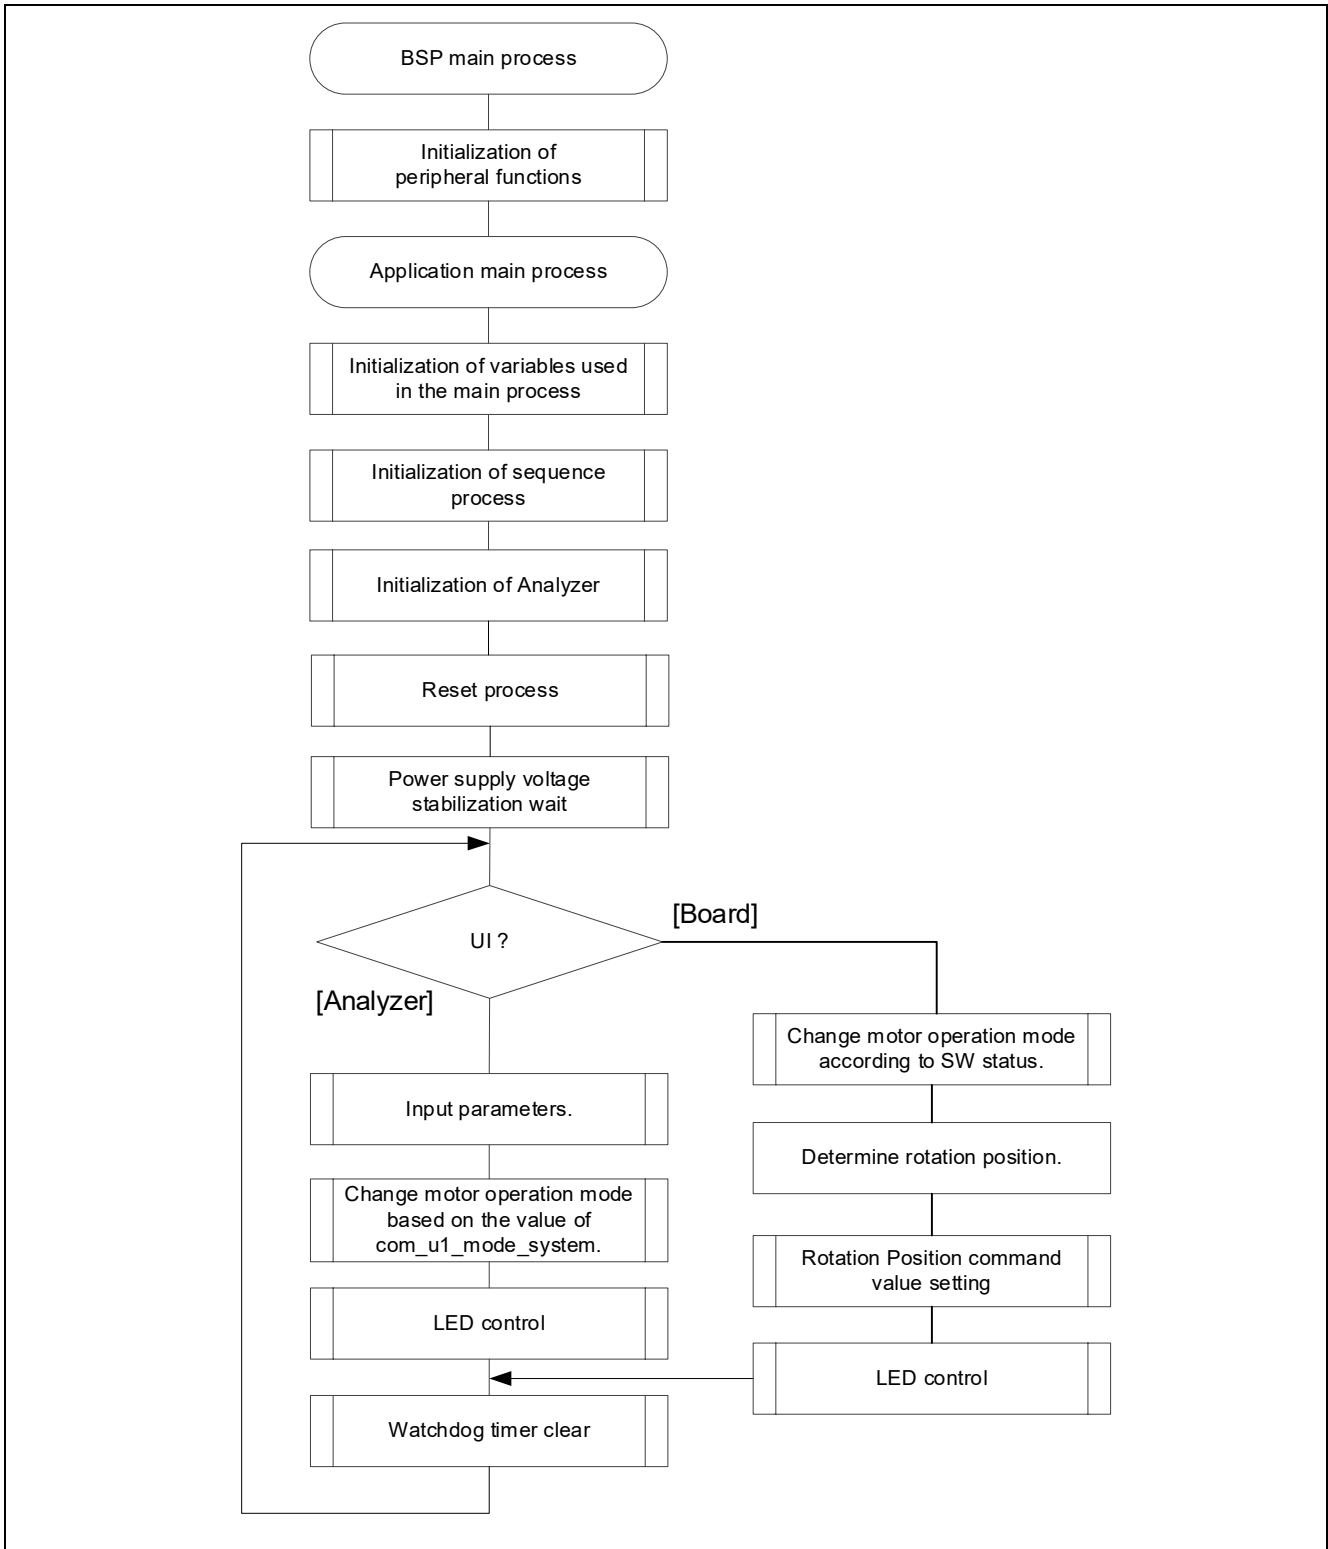 BSP main process
Initialization of
peripheral functions
Application main process
Initialization of variables used
in the main process
Initialization of sequence
process
Initialization of Analyzer
Reset process
Power supply voltage
stabilization wait
UI ?
[Board]
[Analyzer]
Input parameters.
Change motor operation mode
based on the value of
com_u1_mode_system.
LED control
Change motor operation mode
according to SW status.
Determine rotation position.
Rotation Position command
value setting
LED control
Watchdog timer clear